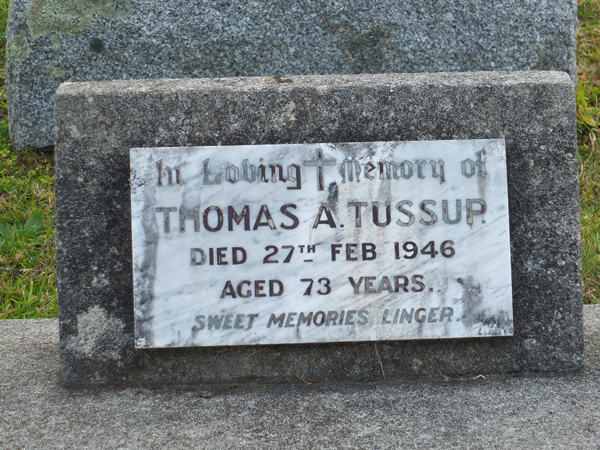 In Loving Memory of
THOMAS A. TUSSUP.
DIED 27TH FEB 1946
AGED 73 YEARS.
SWEET MEMORIES LINGER.